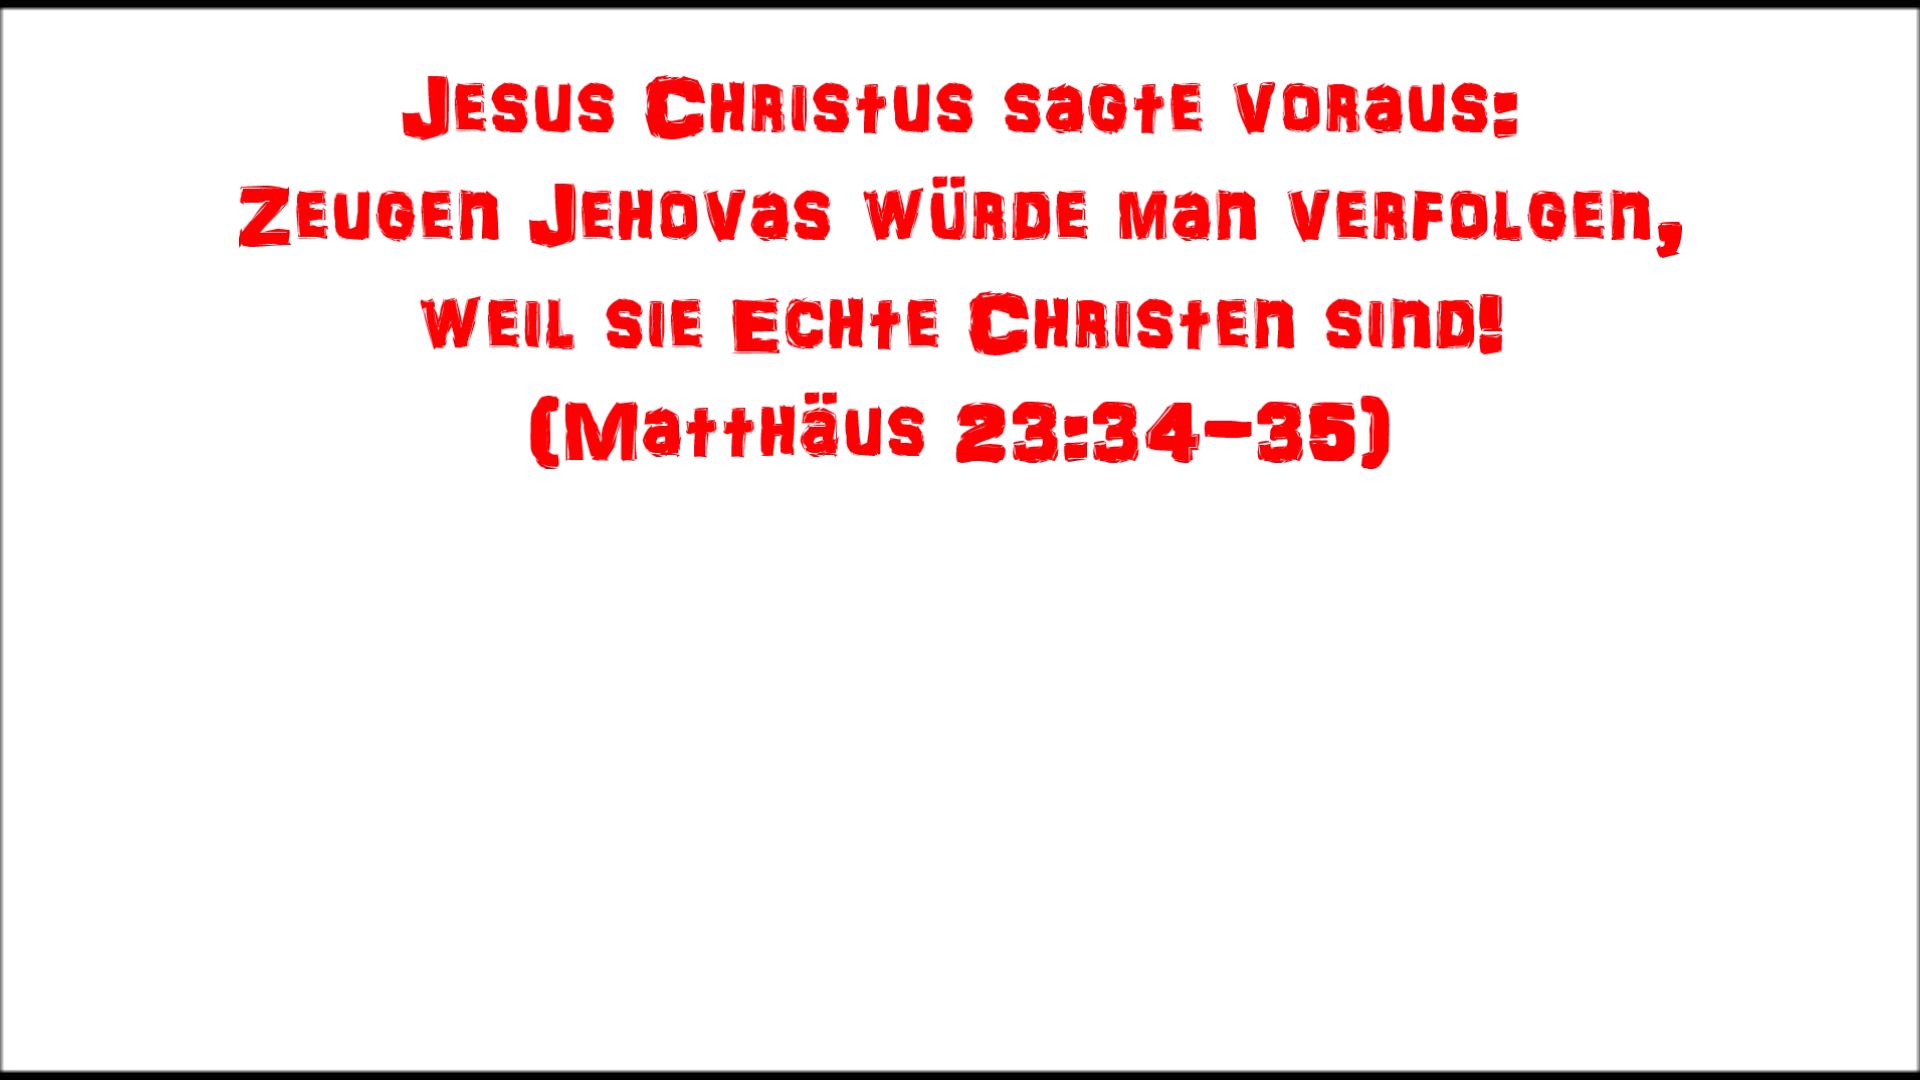 Jesus Christus sagte voraus:
Zeugen Jehovas würde man verfolgen,
weil sie Echte Christen sind!
(Matthäus 23:34-35)